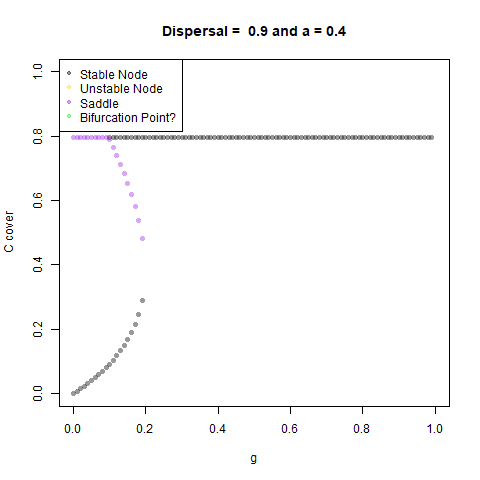 Dispersal =  0.9 and a = 0.4
Stable Node
Unstable Node
Saddle
Bifurcation Point?
C cover
1.0
0.8
0.6
0.4
0.2
0.0
0.0 0.2 0.4 0.6 0.8 1.0
g